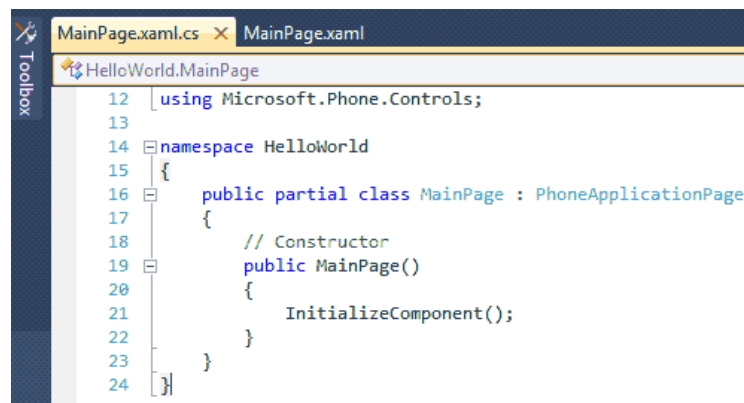 MainPage.xaml.cs × MainPage.xaml
Toolbox
HelloWorld.MainPage
12 using Microsoft.Phone.Controls;
13
14 namespace HelloWorld
15 {
16 public partial class MainPage : PhoneApplicationPage
17 {
18 // Constructor
19 public MainPage()
20 {
21 InitializeComponent();
22 }
23 }
24 }